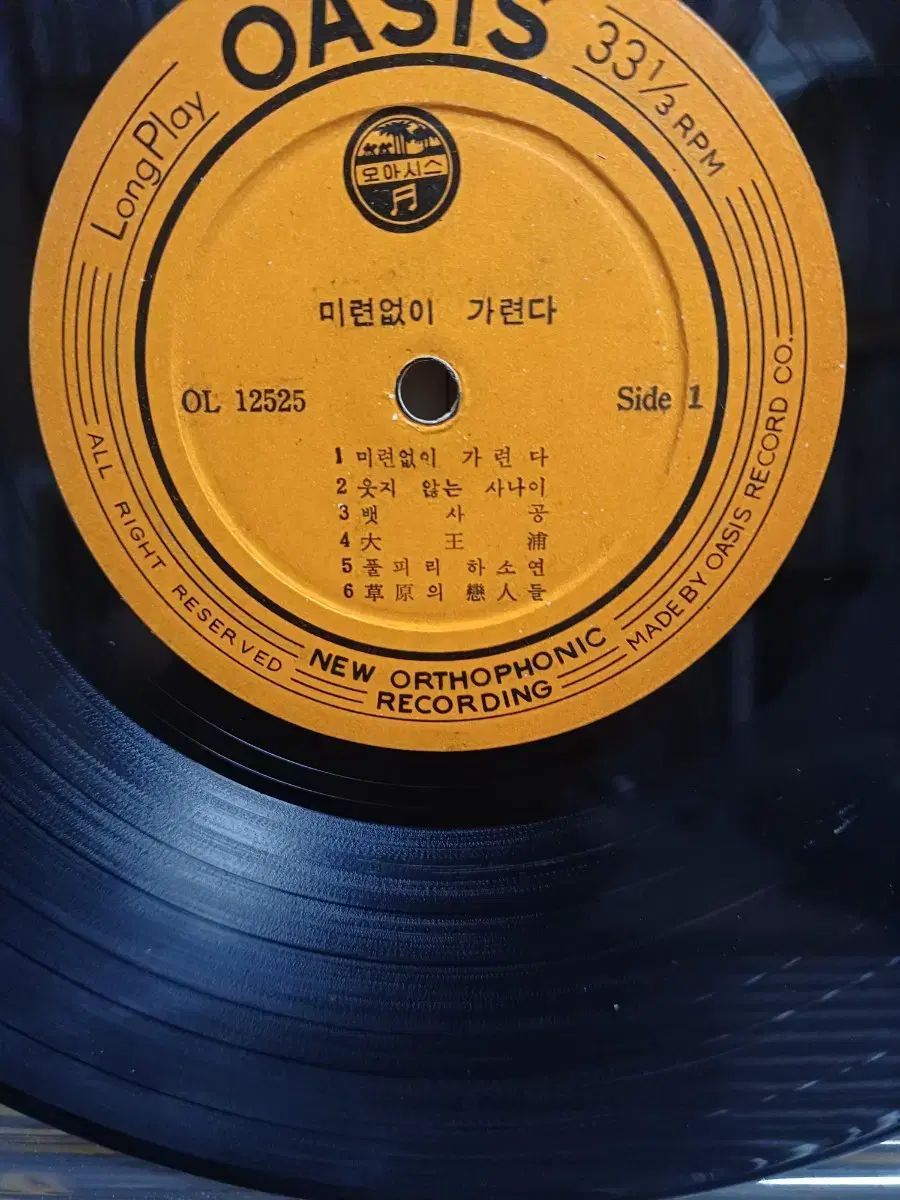 OASIS
33 1/3 RPM
Long Play
오아시스
미련없이 가련다
OL 12525
Side 1
1 미련없이 가련다
2 웃지 않는 사나이
3 뱃사공
4 大王浦
5 풀피리 하소연
6 草原의 戀人들
ALL RIGHT RESERVED
NEW ORTHOPHONIC
RECORDING
MADE BY OASIS RECORD CO.